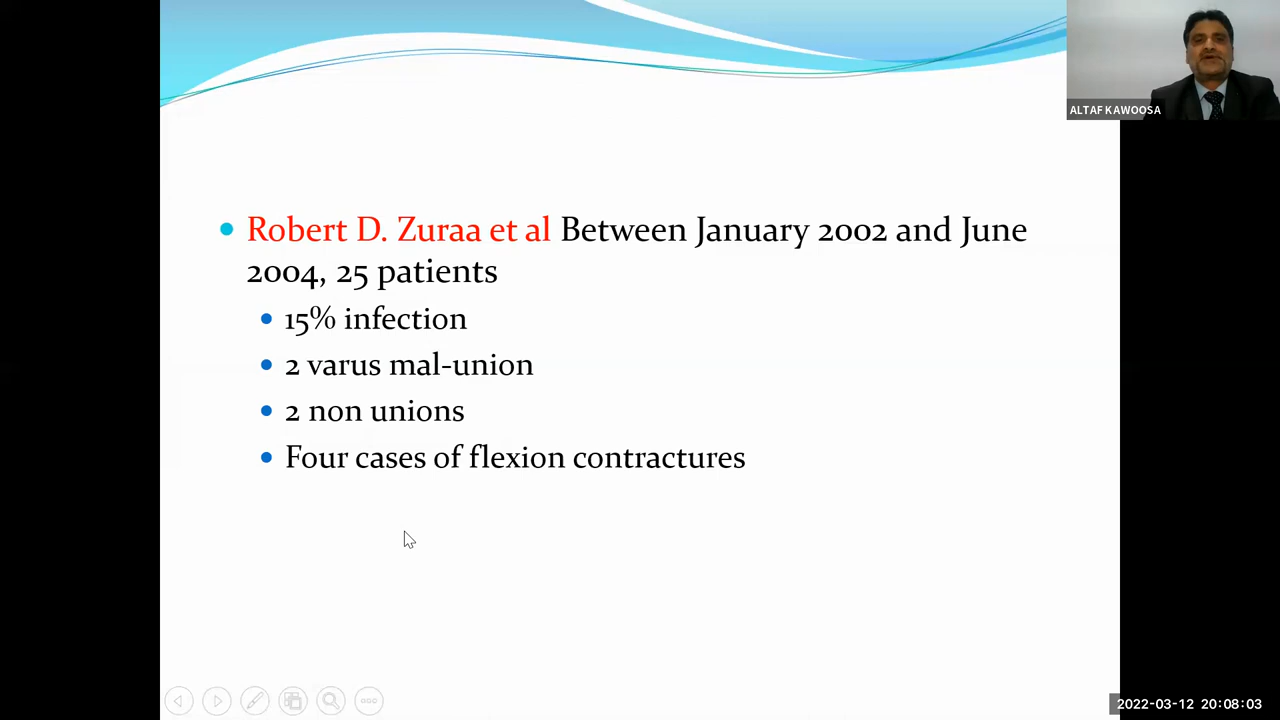 ALTAF KAWOOSA
Robert D. Zuraa et al Between January 2002 and June
2004, 25 patients
15% infection
2 varus mal-union
2 non unions
Four cases of flexion contractures
2022-03-12 20:08:03